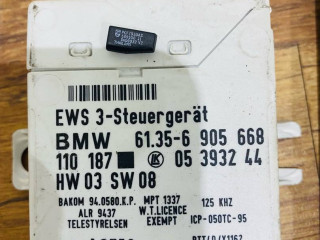 EWS 3-Steuergerät
BMW 61.35-6 905 668
110 187 LK 05 3932 44
HW 03 SW 08
BAKOM 94.0580.K.P. MPT 1337 125 KHZ
ALR 9437 W.T.LICENCE
TELESTYRELSEN EXEMPT ICP-050TC-95